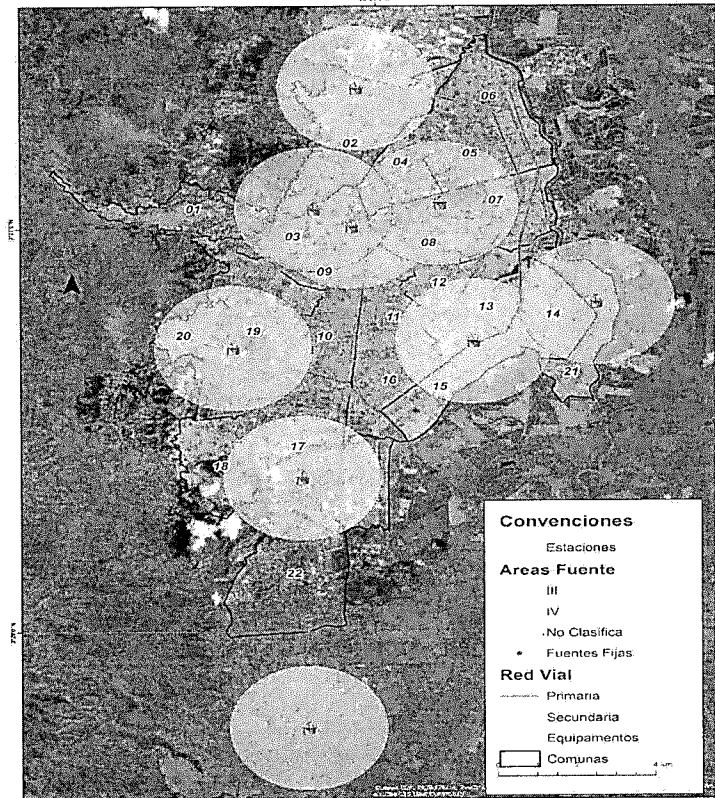 06
02
04
05
01
07
03
08
09
12
13
14
11
10
19
20
16
15
21
17
18
22
Convenciones
Estaciones
Areas Fuente
III
IV
No Clasifica
Fuentes Fijas
Red Vial
Primaria
Secundaria
Equipamentos
Comunas
4 km